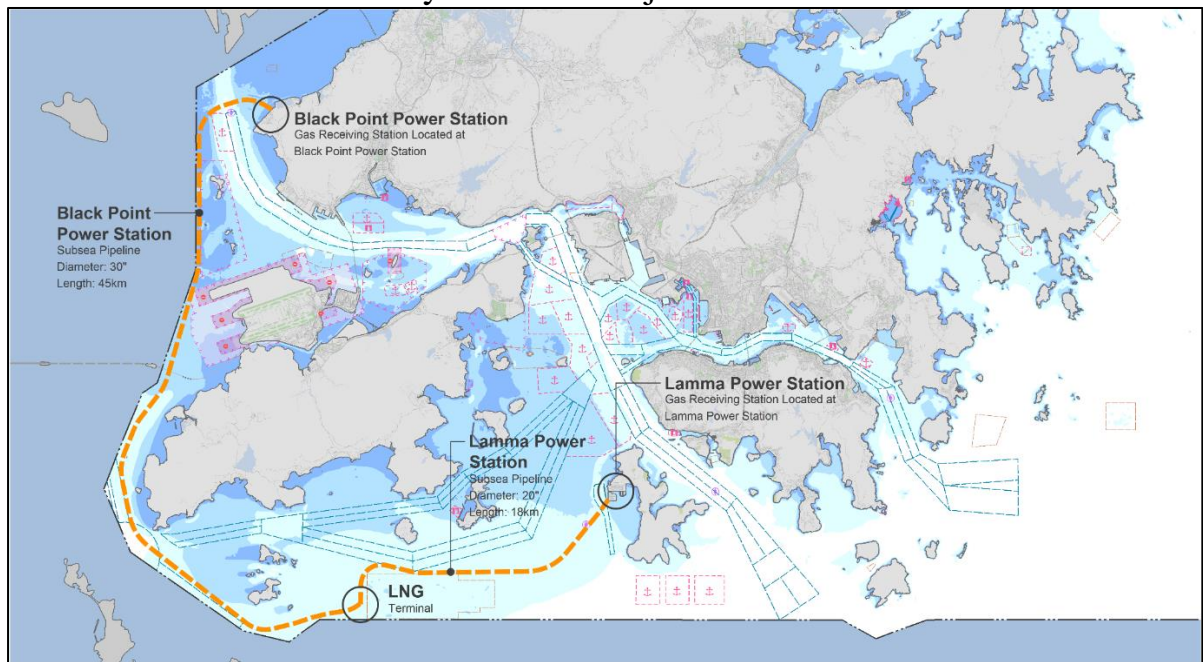 Black Point Power Station
Gas Receiving Station Located at
Black Point Power Station
Black Point
Power Station
Subsea Pipeline
Diameter: 30"
Length: 45km
Lamma Power Station
Gas Receiving Station Located at
Lamma Power Station
Lamma Power
Station
Subsea Pipeline
Diameter: 20"
Length: 18km
LNG
Terminal